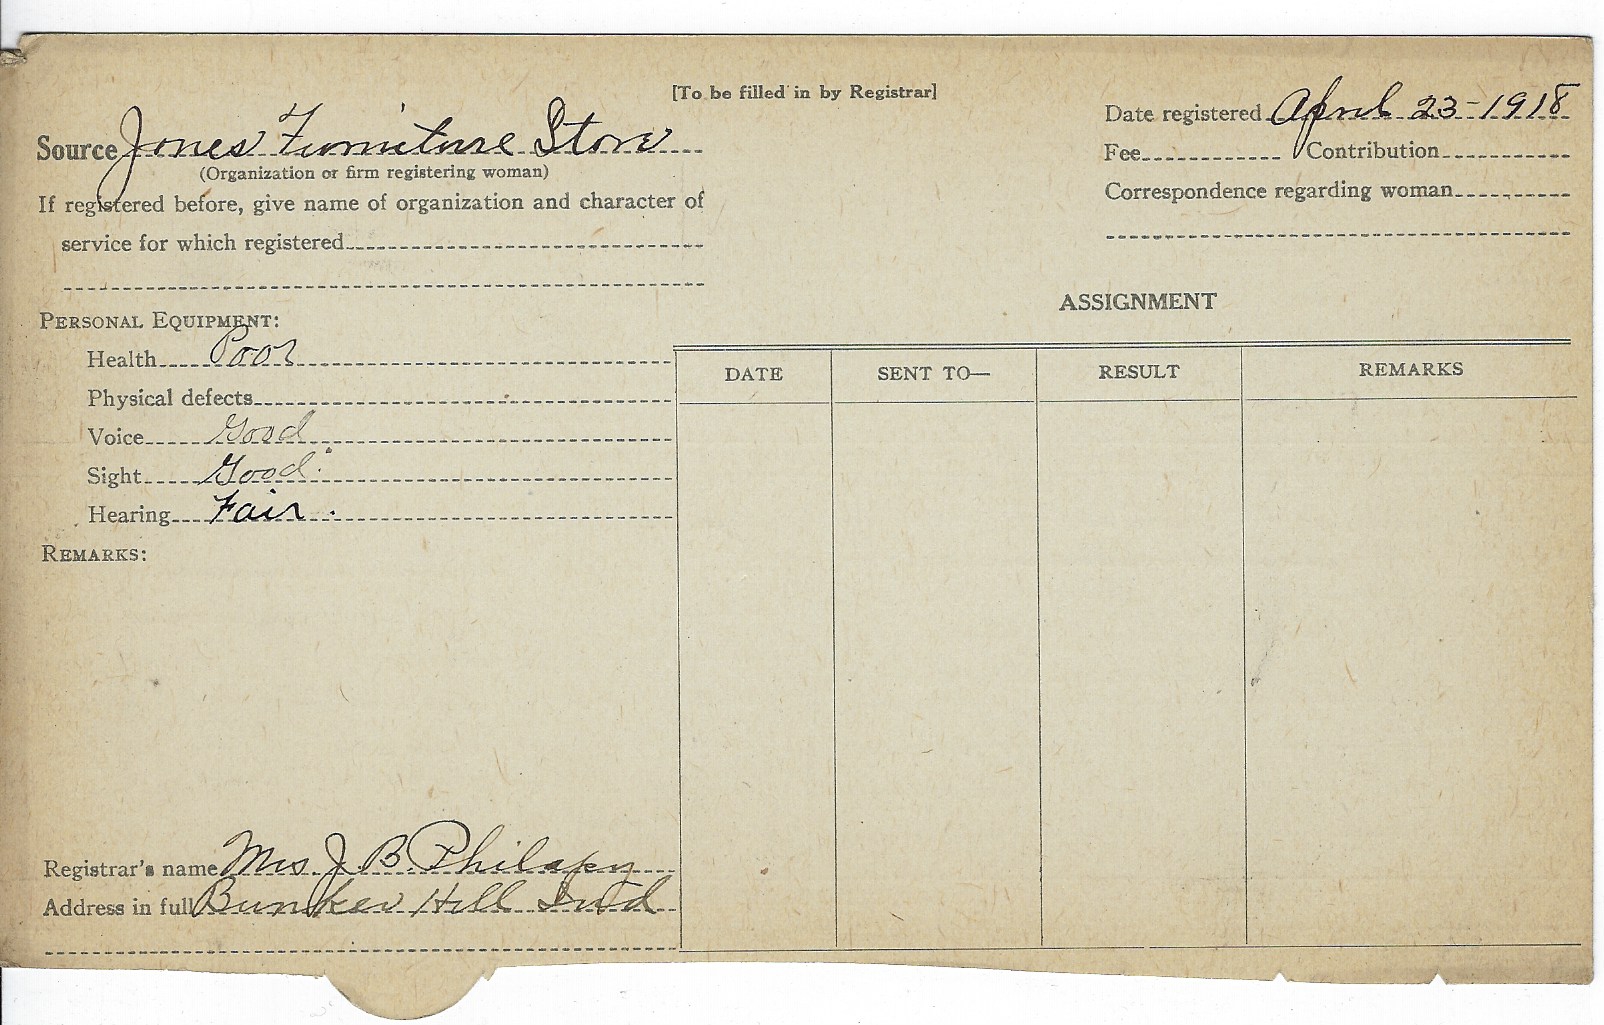 [To be filled in by Registrar]
Source Jones Furniture Store
(Organization or firm registering woman)
If registered before, give name of organization and character of
service for which registered
Date registered April 23-1918
Fee Contribution
Correspondence regarding woman
PERSONAL EQUIPMENT:
Health Poor
Physical defects
Voice Good
Sight Good.
Hearing Fair.
REMARKS:
Registrar's name Mrs J. B. Philapy
Address in full Bunker Hill Ind
ASSIGNMENT
DATE SENT TO— RESULT REMARKS